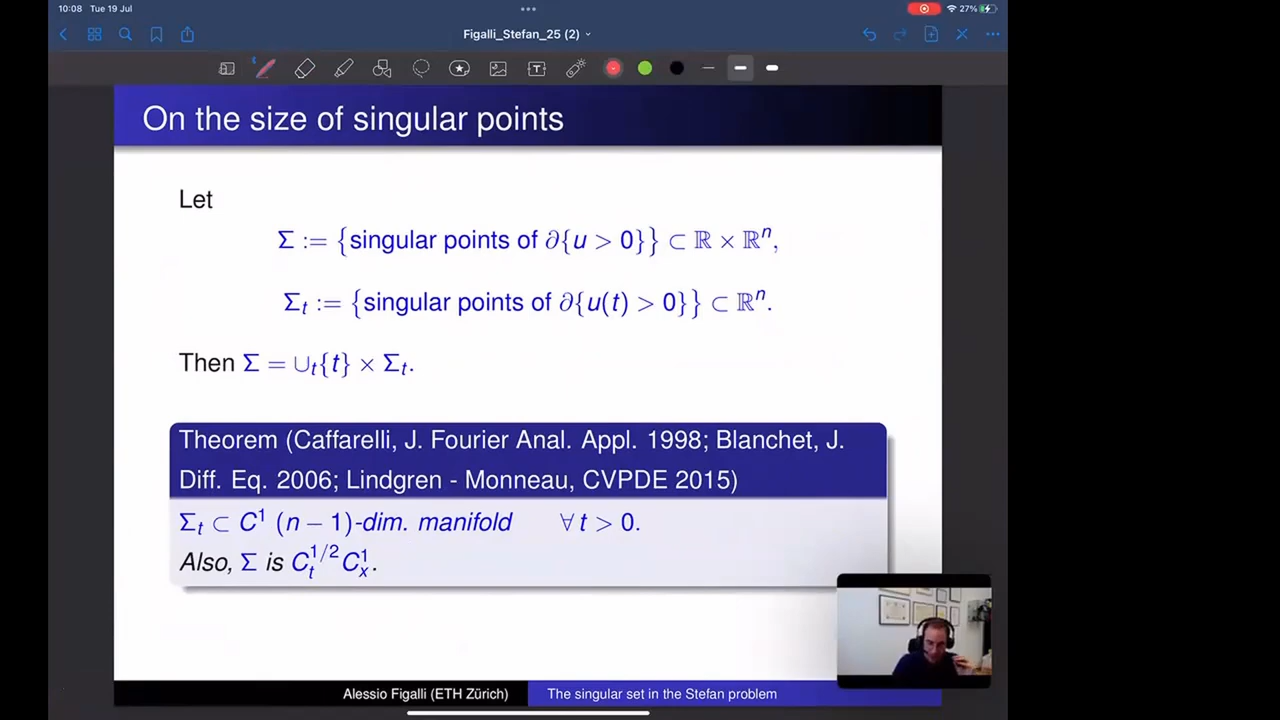 10:08 Tue 19 Jul
27%
Figalli_Stefan_25 (2)
On the size of singular points
Let
Σ := {singular points of ∂{u > 0}} ⊂ ℝ × ℝⁿ,
Σₜ := {singular points of ∂{u(t) > 0}} ⊂ ℝⁿ.
Then Σ = ∪ₜ{t} × Σₜ.
Theorem (Caffarelli, J. Fourier Anal. Appl. 1998; Blanchet, J.
Diff. Eq. 2006; Lindgren - Monneau, CVPDE 2015)
Σₜ ⊂ C¹ (n − 1)-dim. manifold ∀ t > 0.
Also, Σ is C_t^{1/2} C_x^1.
Alessio Figalli (ETH Zürich) The singular set in the Stefan problem